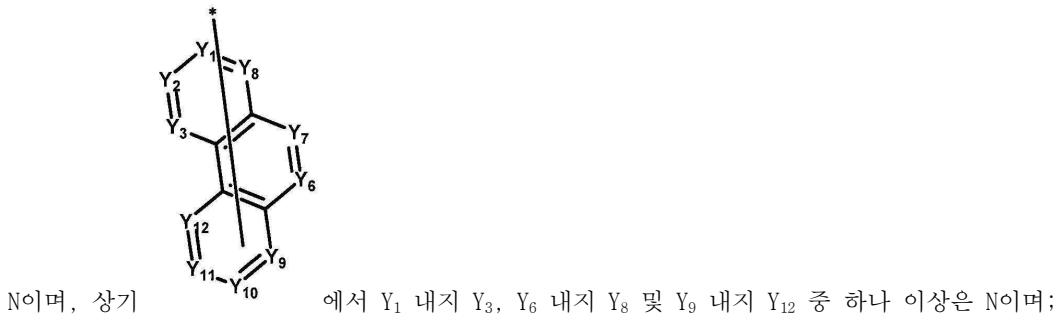 *
Y₁
Y₂ Y₈
Y₃ Y₇
Y₆
Y₁₂
Y₉
Y₁₁
Y₁₀
N이며, 상기 에서 Y₁ 내지 Y₃, Y₆ 내지 Y₈ 및 Y₉ 내지 Y₁₂ 중 하나 이상은 N이며;